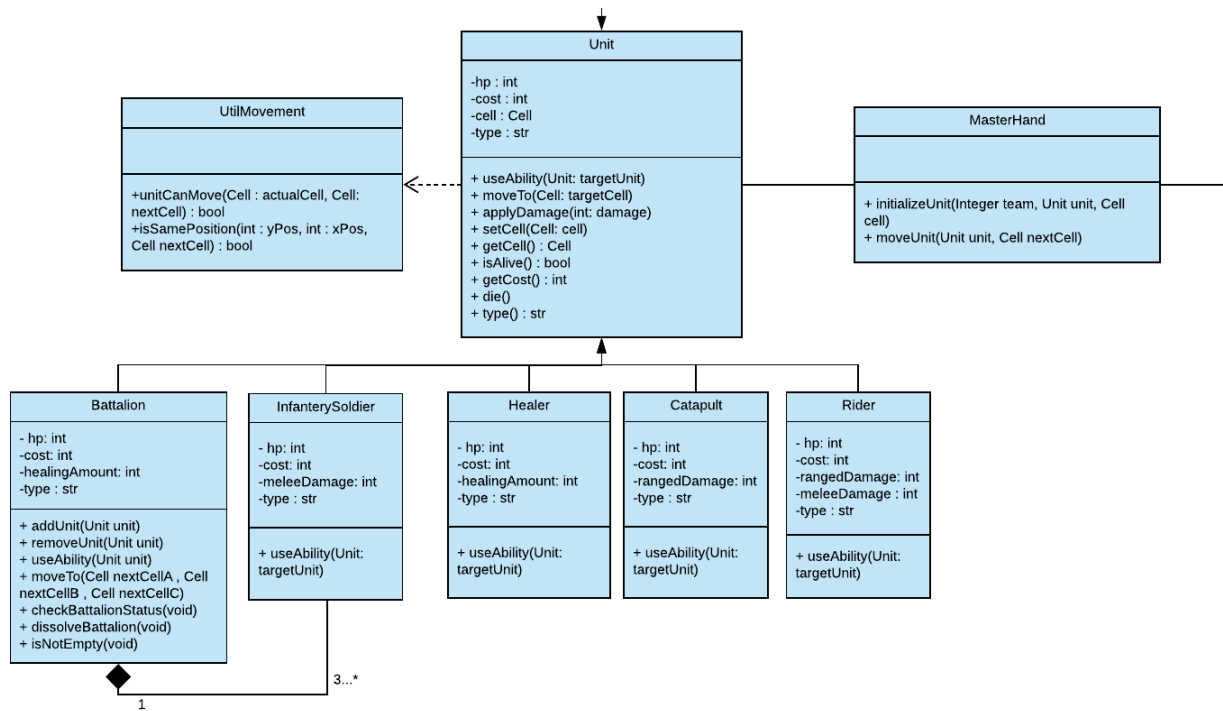 Unit
-hp : int
-cost : int
-cell : Cell
-type : str
+ useAbility(Unit: targetUnit)
+ moveTo(Cell: targetCell)
+ applyDamage(int: damage)
+ setCell(Cell: cell)
+ getCell() : Cell
+ isAlive() : bool
+ getCost() : int
+ die()
+ type() : str
UtilMovement
+unitCanMove(Cell : actualCell, Cell:
nextCell) : bool
+isSamePosition(int : yPos, int : xPos,
Cell nextCell) : bool
MasterHand
+ initializeUnit(Integer team, Unit unit, Cell
cell)
+ moveUnit(Unit unit, Cell nextCell)
Battalion
- hp: int
-cost: int
-healingAmount: int
-type : str
+ addUnit(Unit unit)
+ removeUnit(Unit unit)
+ useAbility(Unit unit)
+ moveTo(Cell nextCellA , Cell
nextCellB , Cell nextCellC)
+ checkBattalionStatus(void)
+ dissolveBattalion(void)
+ isNotEmpty(void)
InfanterySoldier
- hp: int
-cost: int
-meleeDamage: int
-type : str
+ useAbility(Unit:
targetUnit)
Healer
- hp: int
-cost: int
-healingAmount: int
-type : str
+ useAbility(Unit:
targetUnit)
Catapult
- hp: int
-cost: int
-rangedDamage: int
-type : str
+ useAbility(Unit:
targetUnit)
Rider
- hp: int
-cost: int
-rangedDamage: int
-meleeDamage : int
-type : str
+ useAbility(Unit:
targetUnit)
3...*
1